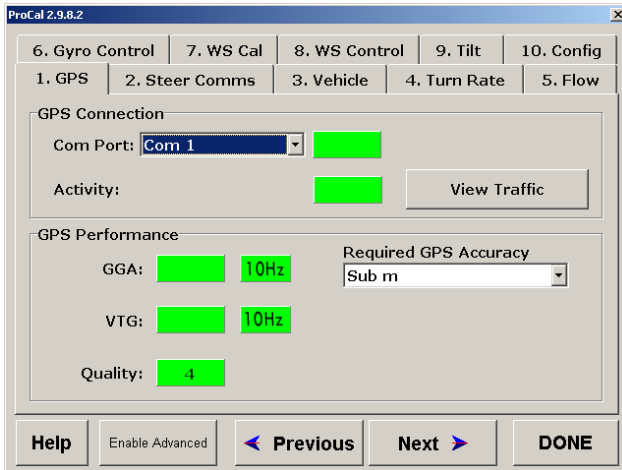 ProCal 2.9.8.2
6. Gyro Control 7. WS Cal 8. WS Control 9. Tilt 10. Config
1. GPS 2. Steer Comms 3. Vehicle 4. Turn Rate 5. Flow
GPS Connection
Com Port: Com 1
Activity: View Traffic
GPS Performance
Required GPS Accuracy
GGA: 10Hz Sub m
VTG: 10Hz
Quality: 4
Help Enable Advanced Previous Next DONE